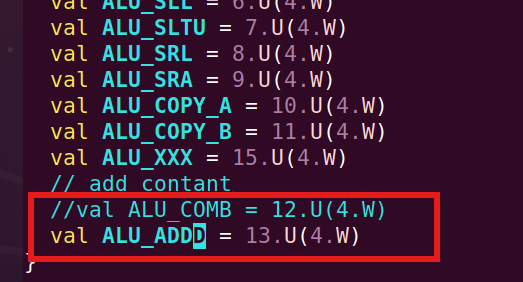 val ALU_SLL = 6.U(4.W)
val ALU_SLTU = 7.U(4.W)
val ALU_SRL = 8.U(4.W)
val ALU_SRA = 9.U(4.W)
val ALU_COPY_A = 10.U(4.W)
val ALU_COPY_B = 11.U(4.W)
val ALU_XXX = 15.U(4.W)
// add contant
//val ALU_COMB = 12.U(4.W)
val ALU_ADDD = 13.U(4.W)
}